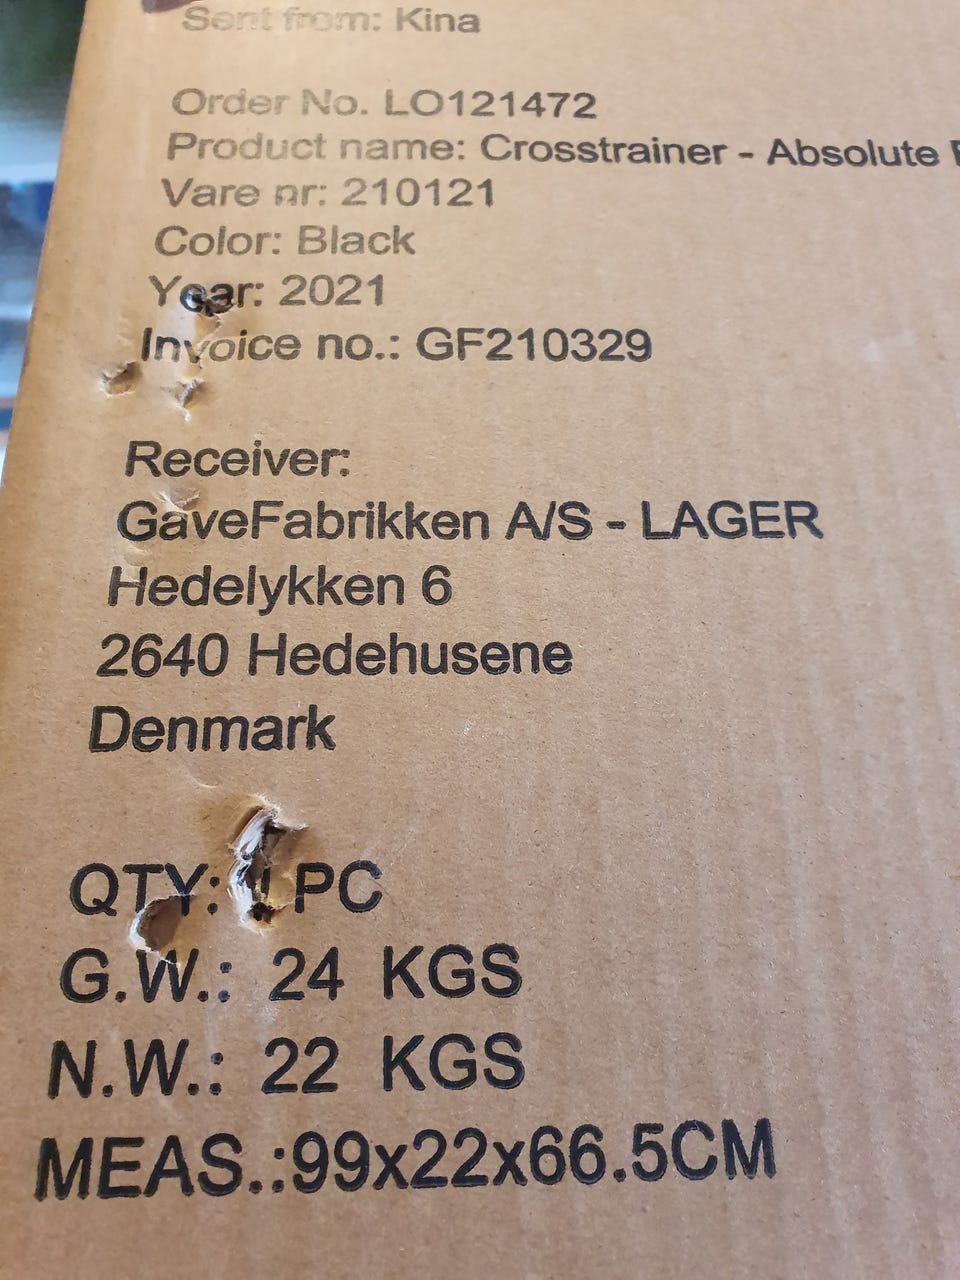 Sent from: Kina
Order No. LO121472
Product name: Crosstrainer - Absolute
Vare nr: 210121
Color: Black
Year: 2021
Invoice no.: GF210329
Receiver:
GaveFabrikken A/S - LAGER
Hedelykken 6
2640 Hedehusene
Denmark
QTY: 1 PC
G.W.: 24 KGS
N.W.: 22 KGS
MEAS.:99x22x66.5CM